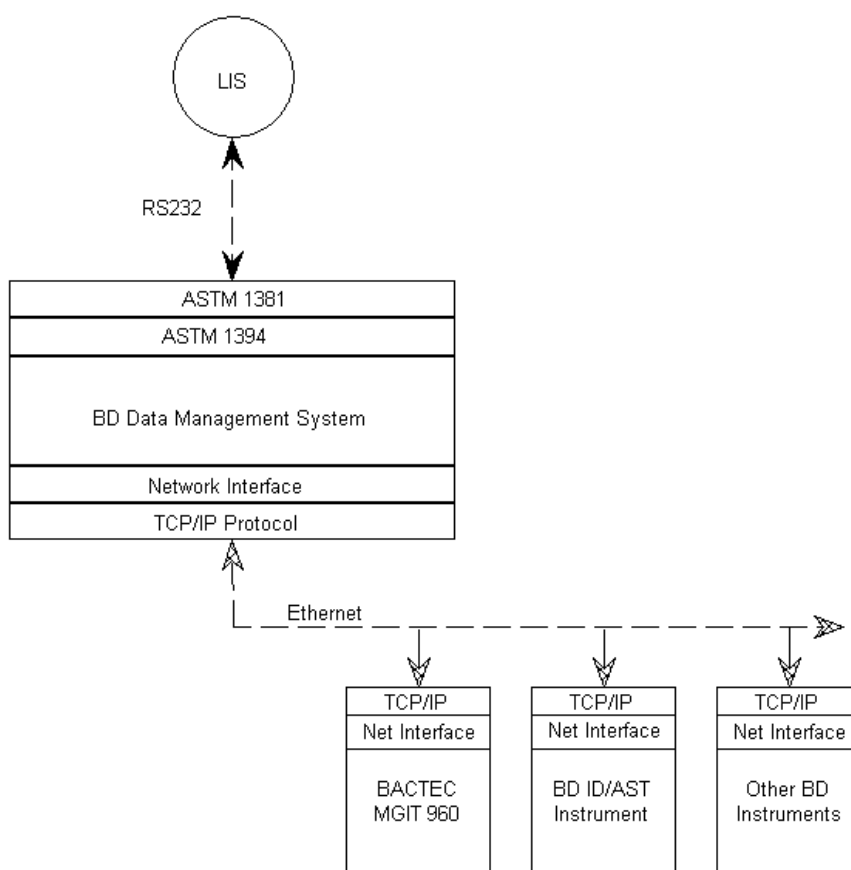 LIS
RS232
ASTM 1381
ASTM 1394
BD Data Management System
Network Interface
TCP/IP Protocol
Ethernet
TCP/IP
Net Interface
BACTEC
MGIT 960
TCP/IP
Net Interface
BD ID/AST
Instrument
TCP/IP
Net Interface
Other BD
Instruments